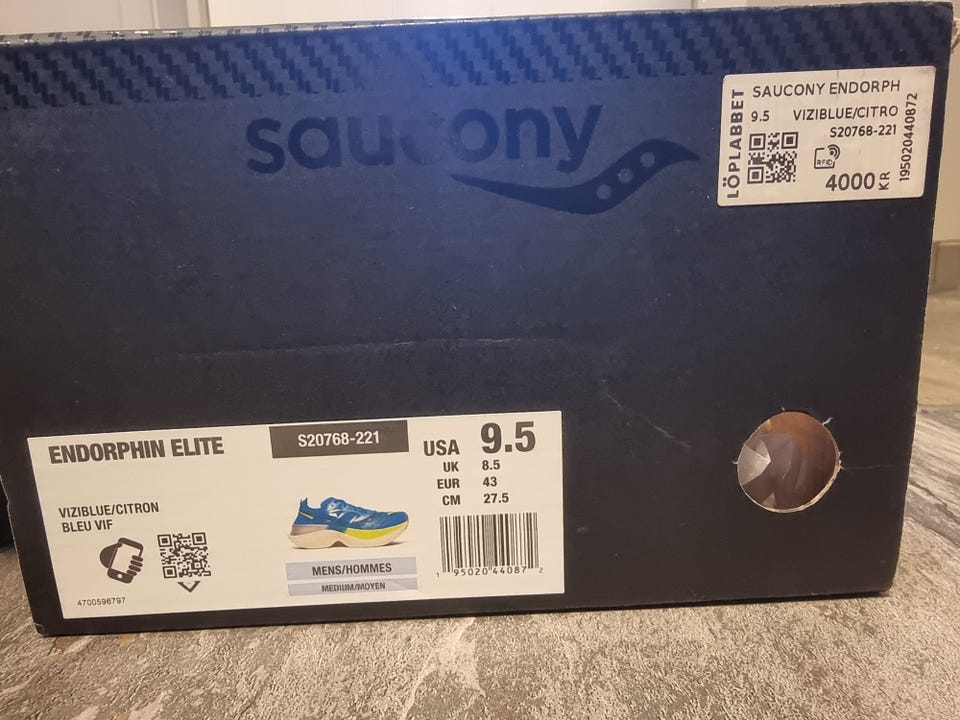 saucony
LÖPLABBET
SAUCONY ENDORPH
9.5 VIZIBLUE/CITRO
S20768-221
RFID
4000 KR
195020440872
ENDORPHIN ELITE
S20768-221
USA 9.5
UK 8.5
EUR 43
CM 27.5
VIZIBLUE/CITRON
BLEU VIF
MENS/HOMMES
MEDIUM/MOYEN
4700596797
1 95020 44087 2